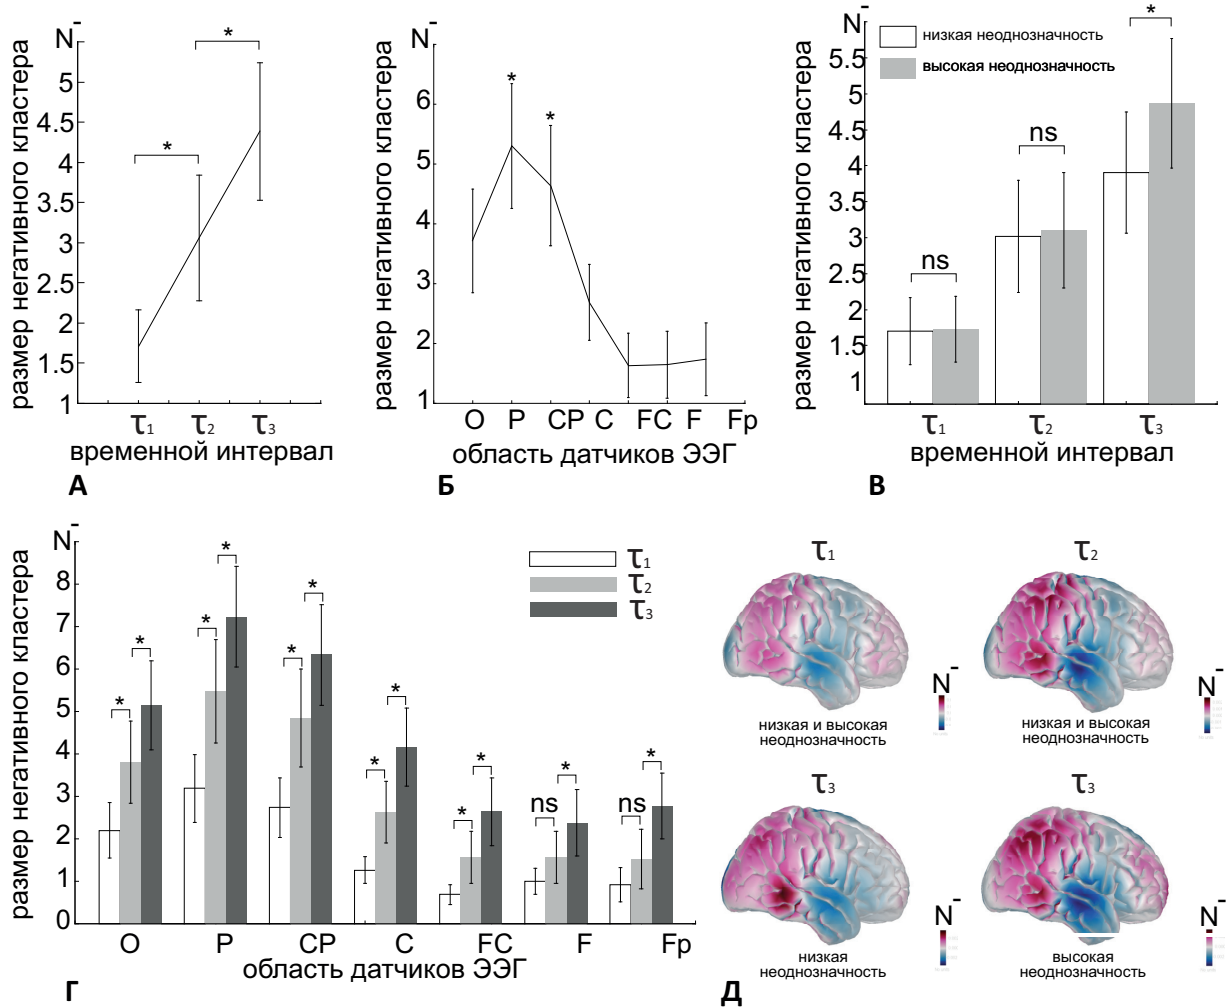 N-
размер негативного кластера
5
4.5
4
3.5
3
2.5
2
1.5
1
*
*
τ1
τ2
τ3
временной интервал
А
N-
размер негативного кластера
6
5
4
3
2
1
*
*
O
P
CP
C
FC
F
Fp
область датчиков ЭЭГ
Б
N-
размер негативного кластера
5.5
5
4.5
4
3.5
3
2.5
2
1.5
1
низкая неоднозначность
высокая неоднозначность
ns
ns
*
τ1
τ2
τ3
временной интервал
В
N-
размер негативного кластера
8
7
6
5
4
3
2
1
0
τ1
τ2
τ3
*
*
*
*
*
*
*
*
*
*
ns
*
ns
*
O
P
CP
C
FC
F
Fp
область датчиков ЭЭГ
Г
τ1
N-
низкая и высокая
неоднозначность
τ2
N-
низкая и высокая
неоднозначность
τ3
N-
низкая
неоднозначность
N-
высокая
неоднозначность
Д